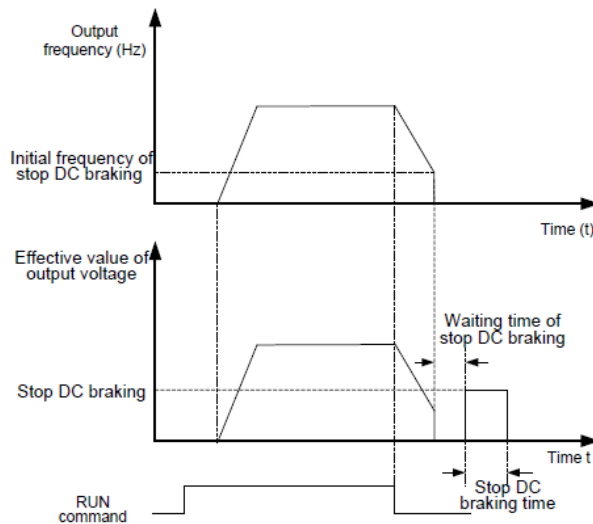 Output
frequency (Hz)
Initial frequency of
stop DC braking
Time (t)
Effective value of
output voltage
Waiting time of
stop DC braking
Stop DC braking
Time t
Stop DC
braking time
RUN
command